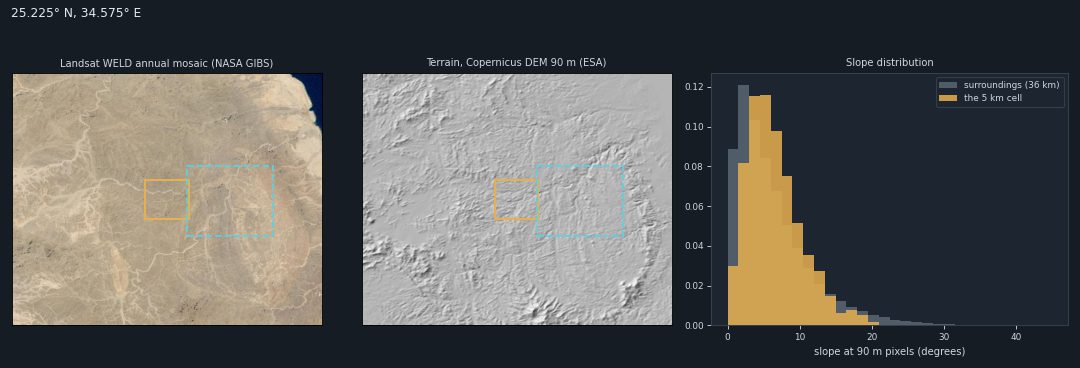 25.225° N, 34.575° E
Landsat WELD annual mosaic (NASA GIBS)
Terrain, Copernicus DEM 90 m (ESA)
Slope distribution
surroundings (36 km)
the 5 km cell
0.12
0.10
0.08
0.06
0.04
0.02
0.00
0 10 20 30 40
slope at 90 m pixels (degrees)